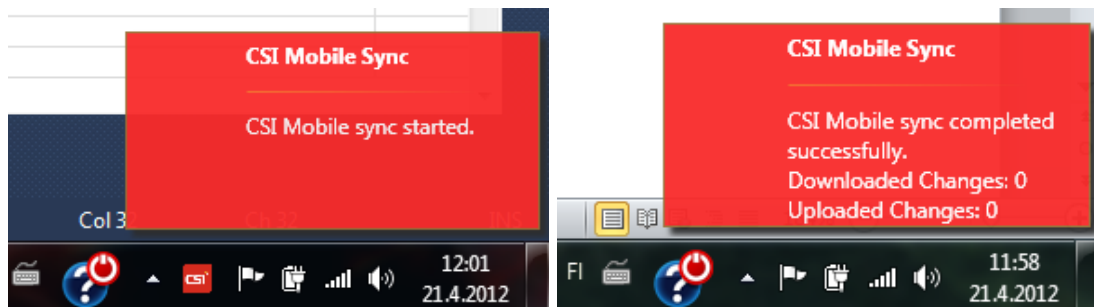 CSI Mobile Sync
CSI Mobile sync started.
Col 32
Ch 32
INS
CSI
12:01
21.4.2012
CSI Mobile Sync
CSI Mobile sync completed
successfully.
Downloaded Changes: 0
Uploaded Changes: 0
FI
11:58
21.4.2012